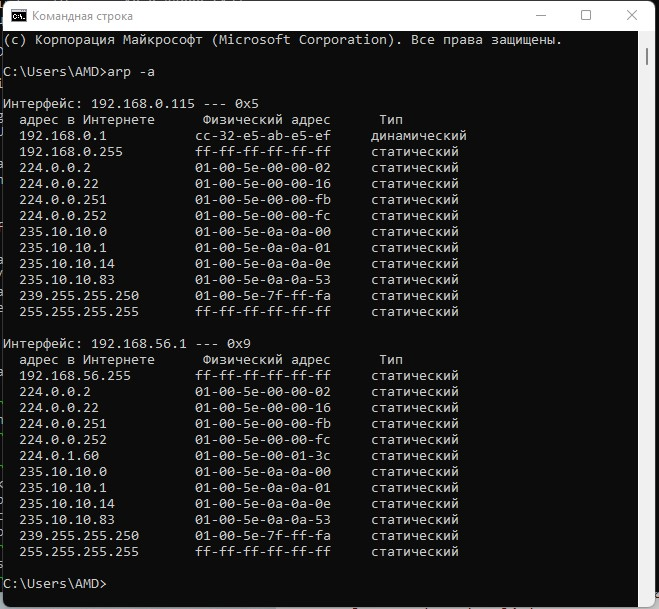 Командная строка
(c) Корпорация Майкрософт (Microsoft Corporation). Все права защищены.
C:\Users\AMD>arp -a
Интерфейс: 192.168.0.115 --- 0x5
адрес в Интернете Физический адрес Тип
192.168.0.1 cc-32-e5-ab-e5-ef динамический
192.168.0.255 ff-ff-ff-ff-ff-ff статический
224.0.0.2 01-00-5e-00-00-02 статический
224.0.0.22 01-00-5e-00-00-16 статический
224.0.0.251 01-00-5e-00-00-fb статический
224.0.0.252 01-00-5e-00-00-fc статический
235.10.10.0 01-00-5e-0a-0a-00 статический
235.10.10.1 01-00-5e-0a-0a-01 статический
235.10.10.14 01-00-5e-0a-0a-0e статический
235.10.10.83 01-00-5e-0a-0a-53 статический
239.255.255.250 01-00-5e-7f-ff-fa статический
255.255.255.255 ff-ff-ff-ff-ff-ff статический
Интерфейс: 192.168.56.1 --- 0x9
адрес в Интернете Физический адрес Тип
192.168.56.255 ff-ff-ff-ff-ff-ff статический
224.0.0.2 01-00-5e-00-00-02 статический
224.0.0.22 01-00-5e-00-00-16 статический
224.0.0.251 01-00-5e-00-00-fb статический
224.0.0.252 01-00-5e-00-00-fc статический
224.0.1.60 01-00-5e-00-01-3c статический
235.10.10.0 01-00-5e-0a-0a-00 статический
235.10.10.1 01-00-5e-0a-0a-01 статический
235.10.10.14 01-00-5e-0a-0a-0e статический
235.10.10.83 01-00-5e-0a-0a-53 статический
239.255.255.250 01-00-5e-7f-ff-fa статический
255.255.255.255 ff-ff-ff-ff-ff-ff статический
C:\Users\AMD>